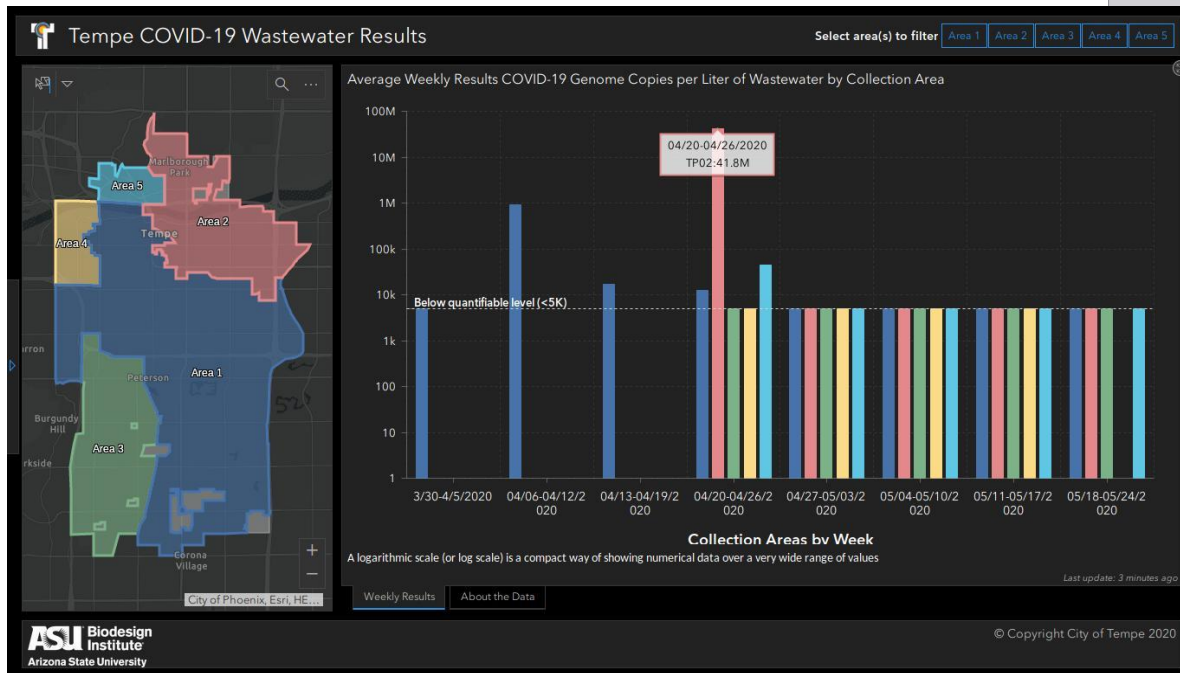 Tempe COVID-19 Wastewater Results
Select area(s) to filter
Area 1
Area 2
Area 3
Area 4
Area 5
Marlborough
Park
Area 5
Area 2
Tempe
Area 4
Area 1
Peterson
Burgundy
Hill
Area 3
rkside
Corona
Village
+
−
City of Phoenix, Esri, HE...
Average Weekly Results COVID-19 Genome Copies per Liter of Wastewater by Collection Area
100M
10M
1M
100k
10k
1k
100
10
1
04/20-04/26/2020
TP02:41.8M
Below quantifiable level (<5K)
3/30-4/5/2020
04/06-04/12/2
020
04/13-04/19/2
020
04/20-04/26/2
020
04/27-05/03/2
020
05/04-05/10/2
020
05/11-05/17/2
020
05/18-05/24/2
020
Collection Areas by Week
A logarithmic scale (or log scale) is a compact way of showing numerical data over a very wide range of values
Last update: 3 minutes ago
Weekly Results
About the Data
ASU Biodesign
Institute
Arizona State University
© Copyright City of Tempe 2020